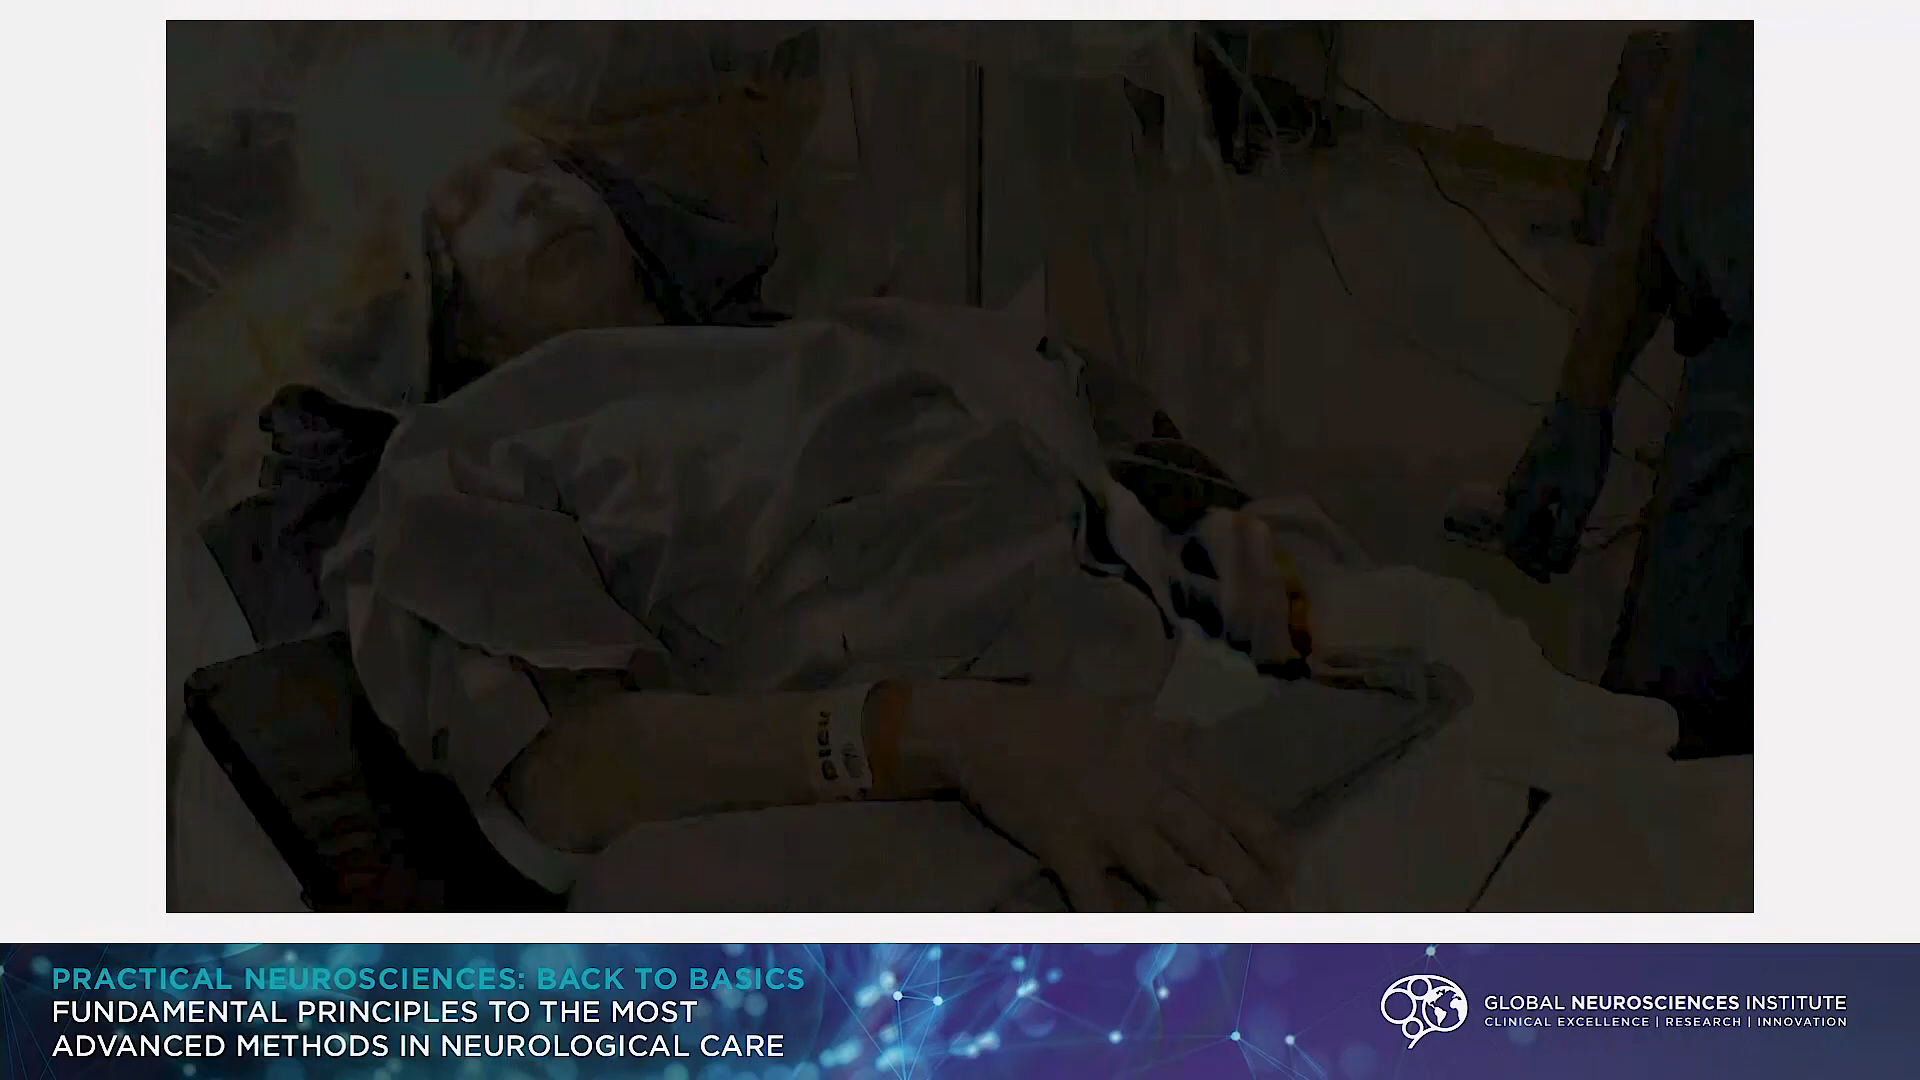 PRACTICAL NEUROSCIENCES: BACK TO BASICS
FUNDAMENTAL PRINCIPLES TO THE MOST
ADVANCED METHODS IN NEUROLOGICAL CARE
GLOBAL NEUROSCIENCES INSTITUTE
CLINICAL EXCELLENCE | RESEARCH | INNOVATION